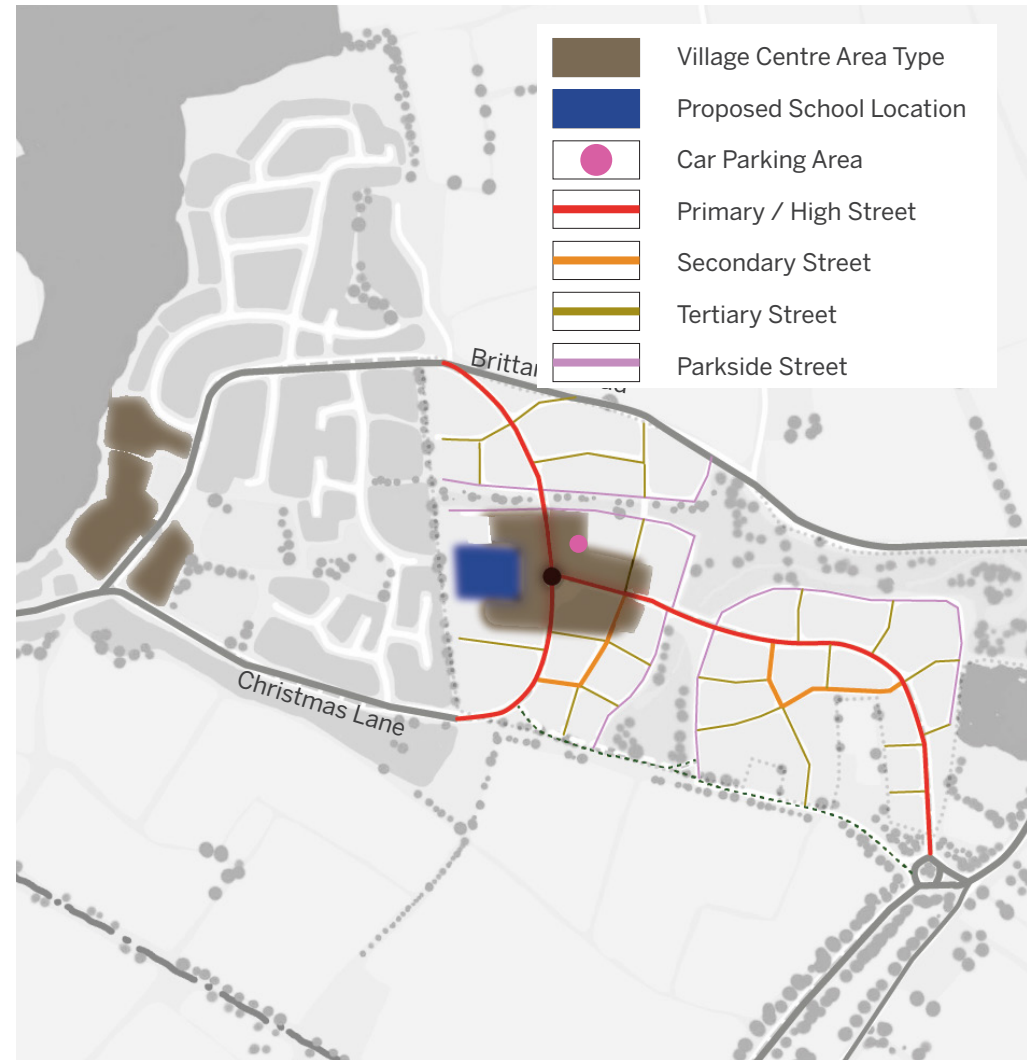 Village Centre Area Type
Proposed School Location
Car Parking Area
Primary / High Street
Secondary Street
Tertiary Street
Parkside Street
Christmas Lane